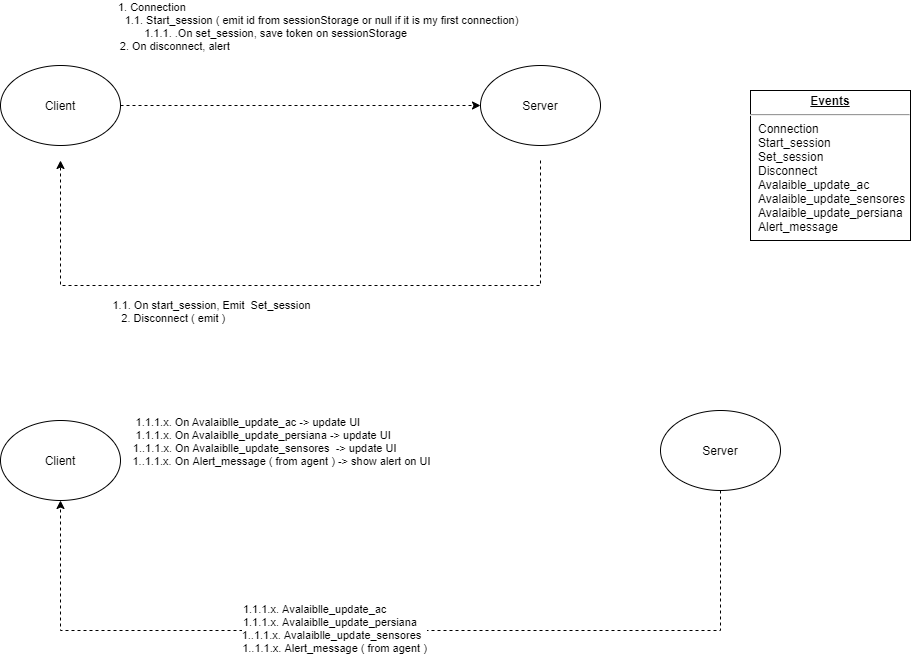 1. Connection
1.1. Start_session ( emit id from sessionStorage or null if it is my first connection)
1.1.1. .On set_session, save token on sessionStorage
2. On disconnect, alert
Client
Server
Events
Connection
Start_session
Set_session
Disconnect
Avalaible_update_ac
Avalaible_update_sensores
Avalaible_update_persiana
Alert_message
1.1. On start_session, Emit Set_session
2. Disconnect ( emit )
1.1.1.x. On Avalaiblle_update_ac -> update UI
1.1.1.x. On Avalaiblle_update_persiana -> update UI
1..1.1.x. On Avalaiblle_update_sensores -> update UI
1..1.1.x. On Alert_message ( from agent ) -> show alert on UI
Client
Server
1.1.1.x. Avalaiblle_update_ac
1.1.1.x. Avalaiblle_update_persiana
1..1.1.x. Avalaiblle_update_sensores
1..1.1.x. Alert_message ( from agent )